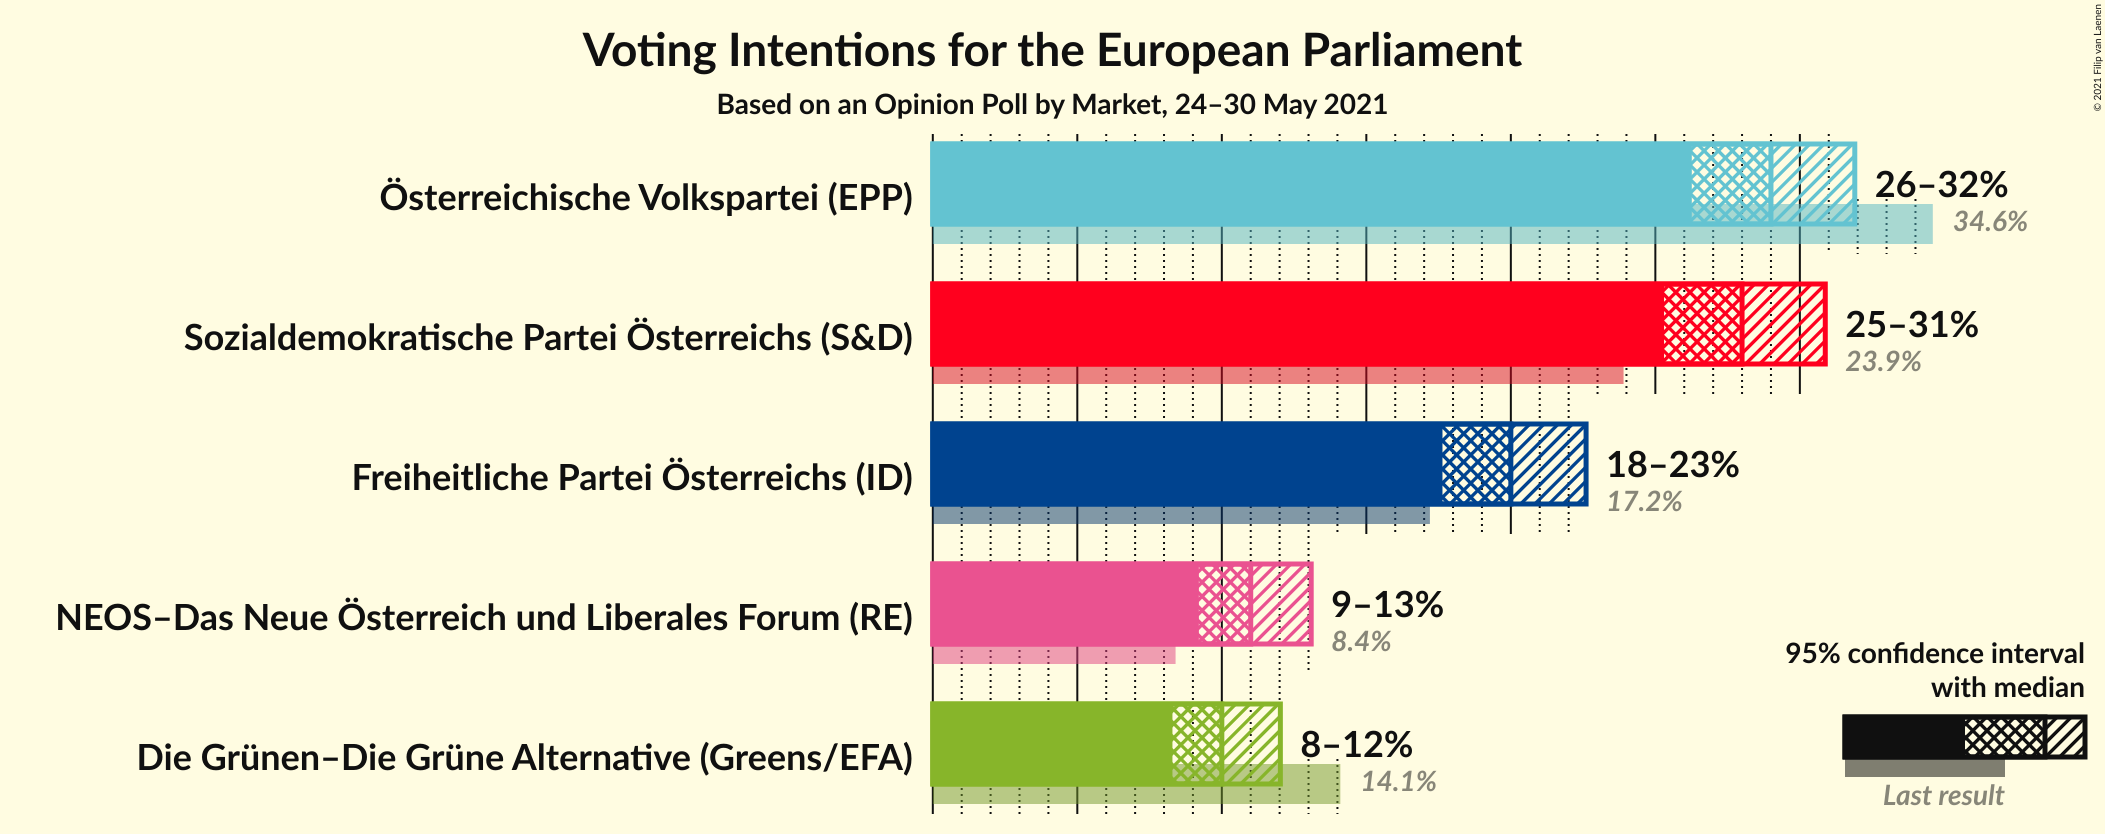 Voting Intentions for the European Parliament
Based on an Opinion Poll by Market, 24–30 May 2021
© 2021 Filip van Laenen
Österreichische Volkspartei (EPP)
26–32%
34.6%
Sozialdemokratische Partei Österreichs (S&D)
25–31%
23.9%
Freiheitliche Partei Österreichs (ID)
18–23%
17.2%
NEOS–Das Neue Österreich und Liberales Forum (RE)
9–13%
8.4%
Die Grünen–Die Grüne Alternative (Greens/EFA)
8–12%
14.1%
95% confidence interval
with median
Last result